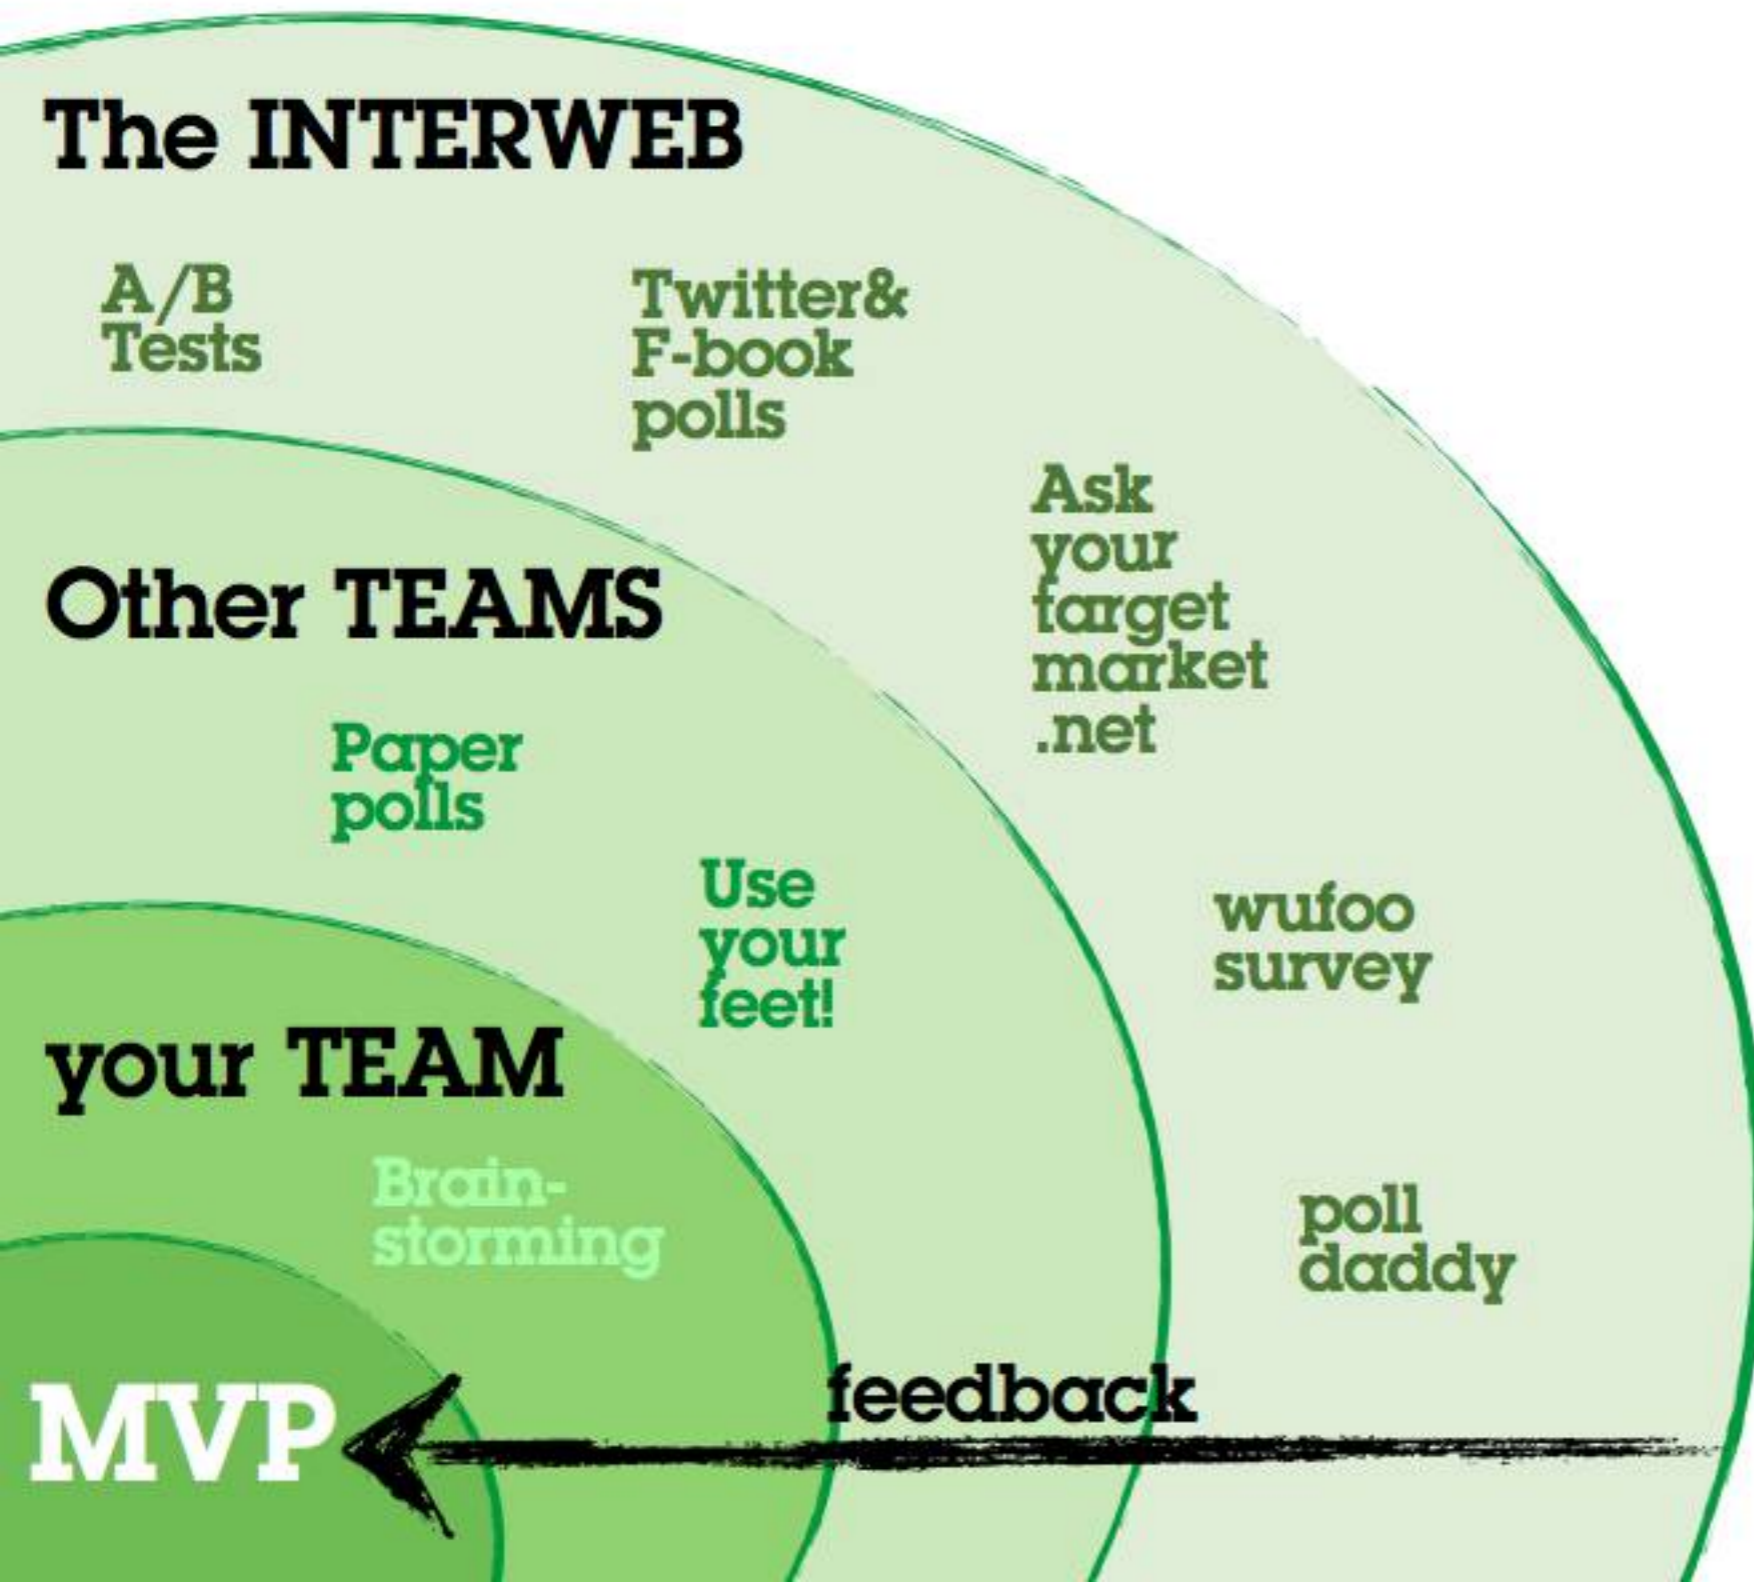 The INTERWEB
A/B
Tests
Twitter&
F-book
polls
Ask
your
target
market
.net
Other TEAMS
Paper
polls
Use
your
feet!
wufoo
survey
your TEAM
Brain-
storming
poll
daddy
feedback
MVP